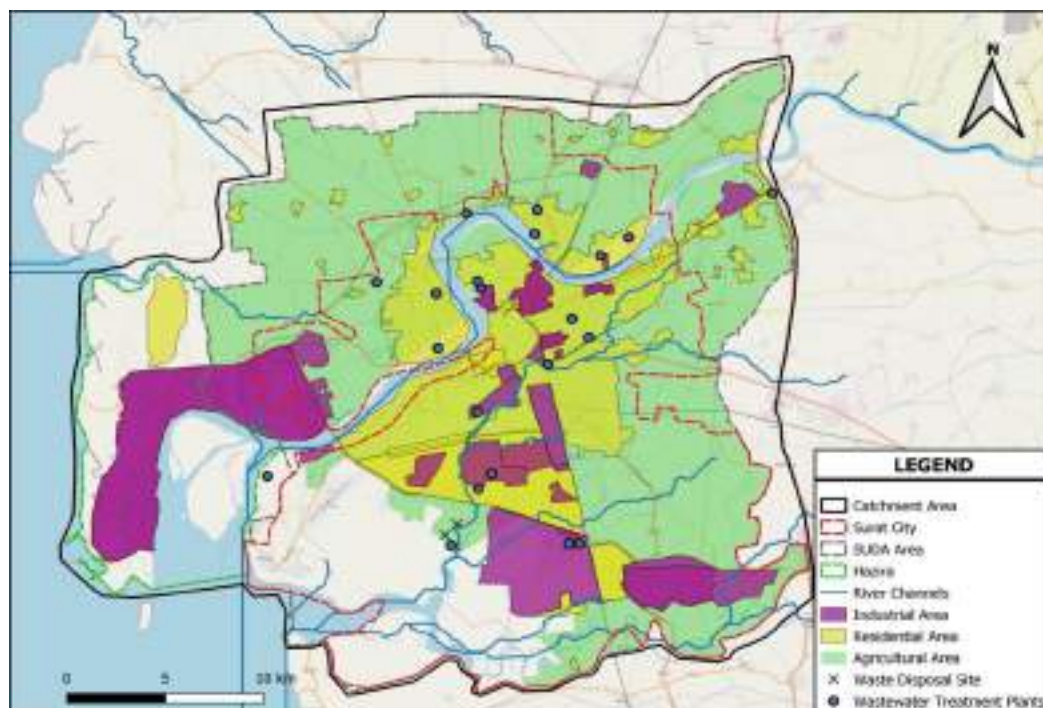 N
LEGEND
Catchment Area
Surat City
SUDA Area
Hazira
River Channels
Industrial Area
Residential Area
Agricultural Area
Waste Disposal Site
Wastewater Treatment Plants
0 5 10 km